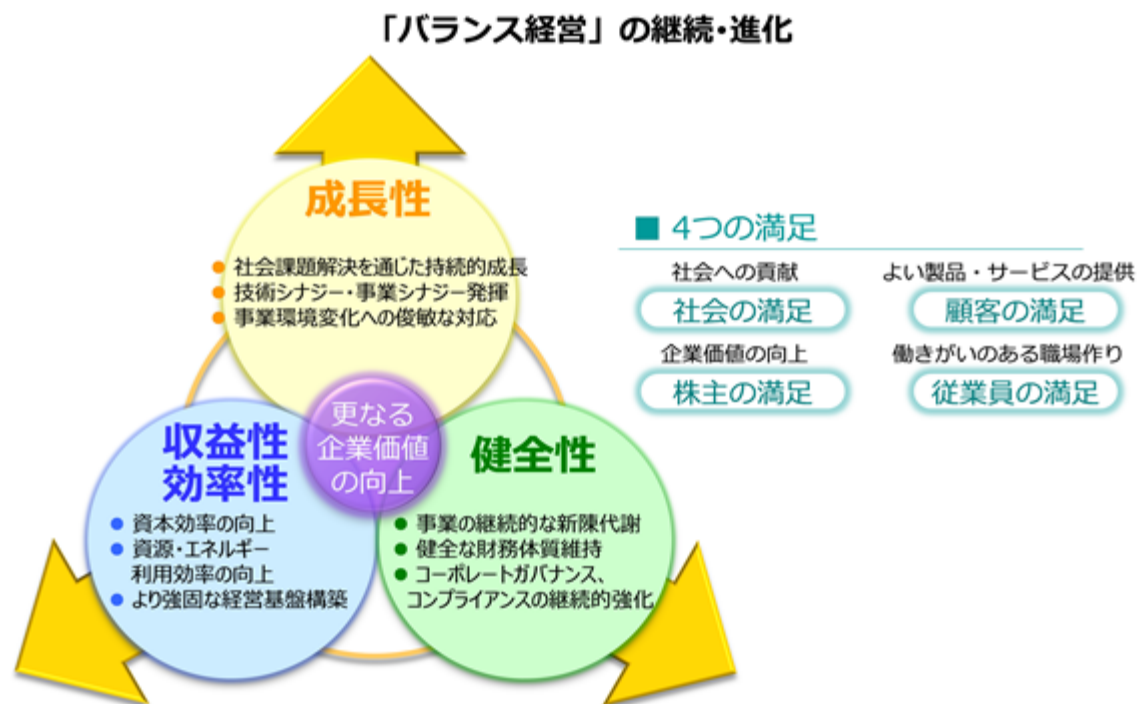 「バランス経営」の継続・進化
成長性
● 社会課題解決を通じた持続的成長
● 技術シナジー・事業シナジー発揮
● 事業環境変化への俊敏な対応
更なる
企業価値
の向上
収益性
効率性
● 資本効率の向上
● 資源・エネルギー
利用効率の向上
● より強固な経営基盤構築
健全性
● 事業の継続的な新陳代謝
● 健全な財務体質維持
● コーポレートガバナンス、
コンプライアンスの継続的強化
■ 4つの満足
社会への貢献
社会の満足
よい製品・サービスの提供
顧客の満足
企業価値の向上
株主の満足
働きがいのある職場作り
従業員の満足